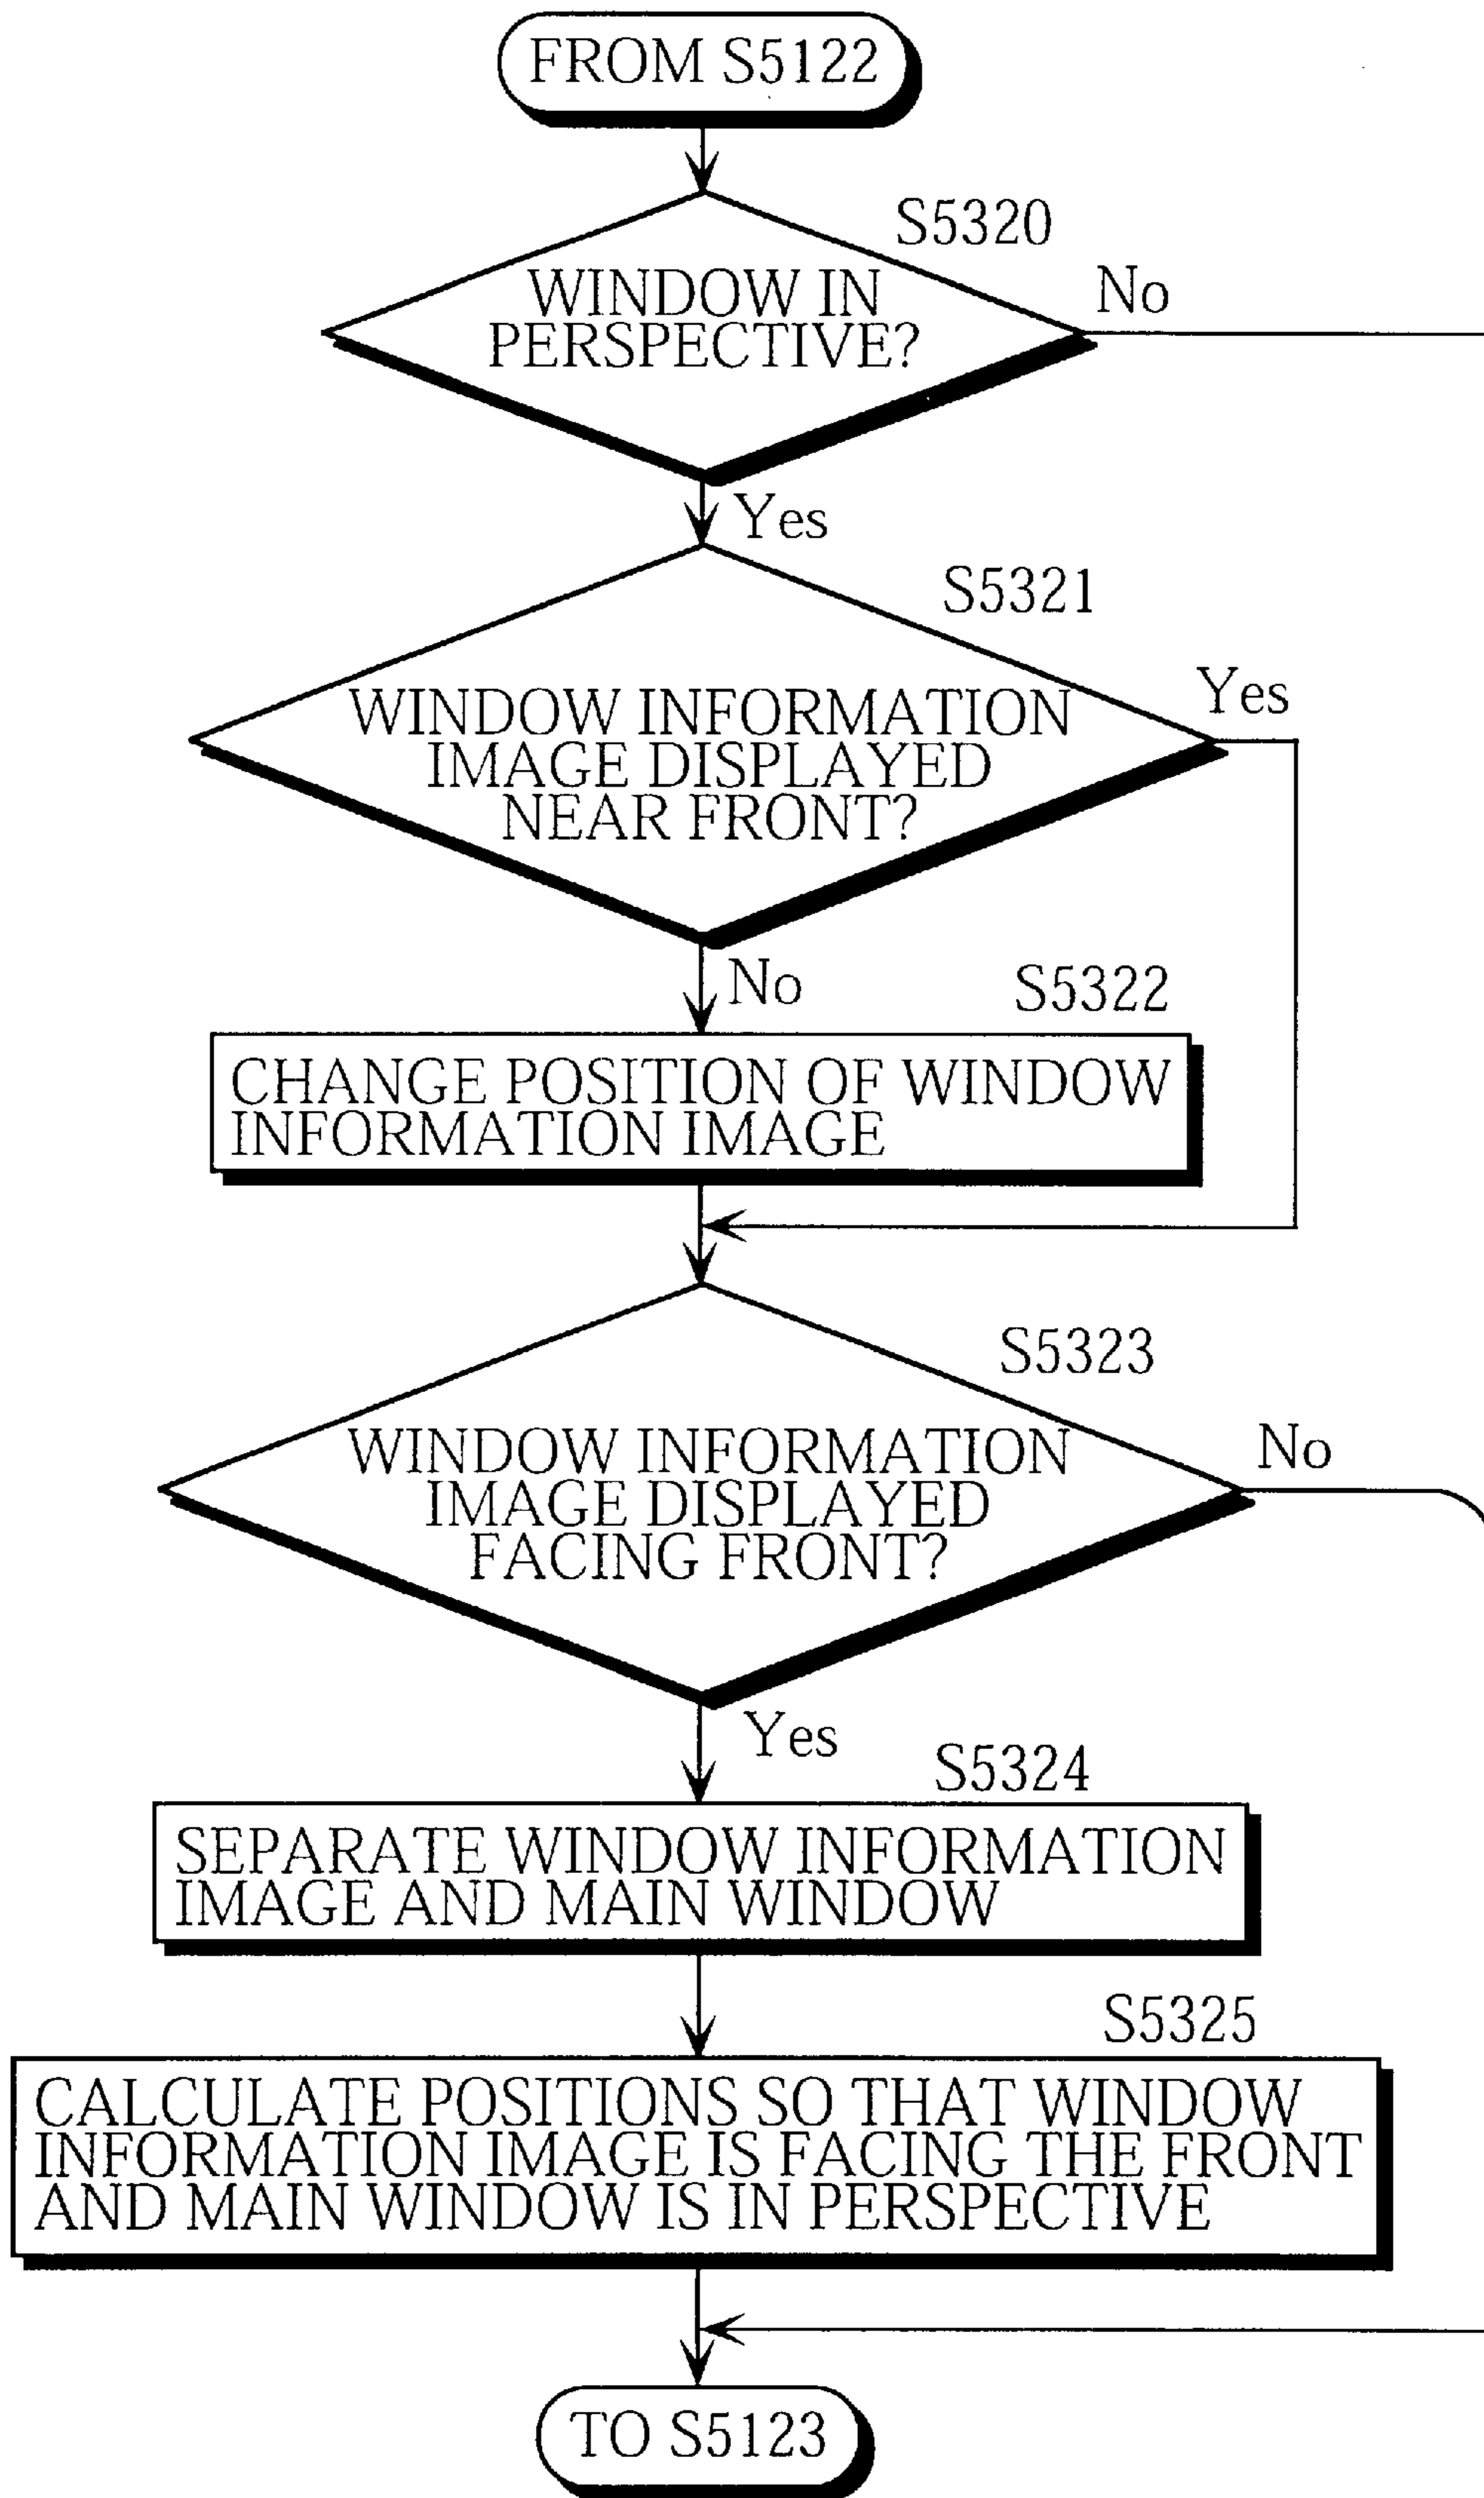 FROM S5122
S5320
WINDOW IN
PERSPECTIVE?
No
Yes
S5321
WINDOW INFORMATION
IMAGE DISPLAYED
NEAR FRONT?
Yes
No
S5322
CHANGE POSITION OF WINDOW
INFORMATION IMAGE
S5323
WINDOW INFORMATION
IMAGE DISPLAYED
FACING FRONT?
No
Yes
S5324
SEPARATE WINDOW INFORMATION
IMAGE AND MAIN WINDOW
S5325
CALCULATE POSITIONS SO THAT WINDOW
INFORMATION IMAGE IS FACING THE FRONT
AND MAIN WINDOW IS IN PERSPECTIVE
TO S5123